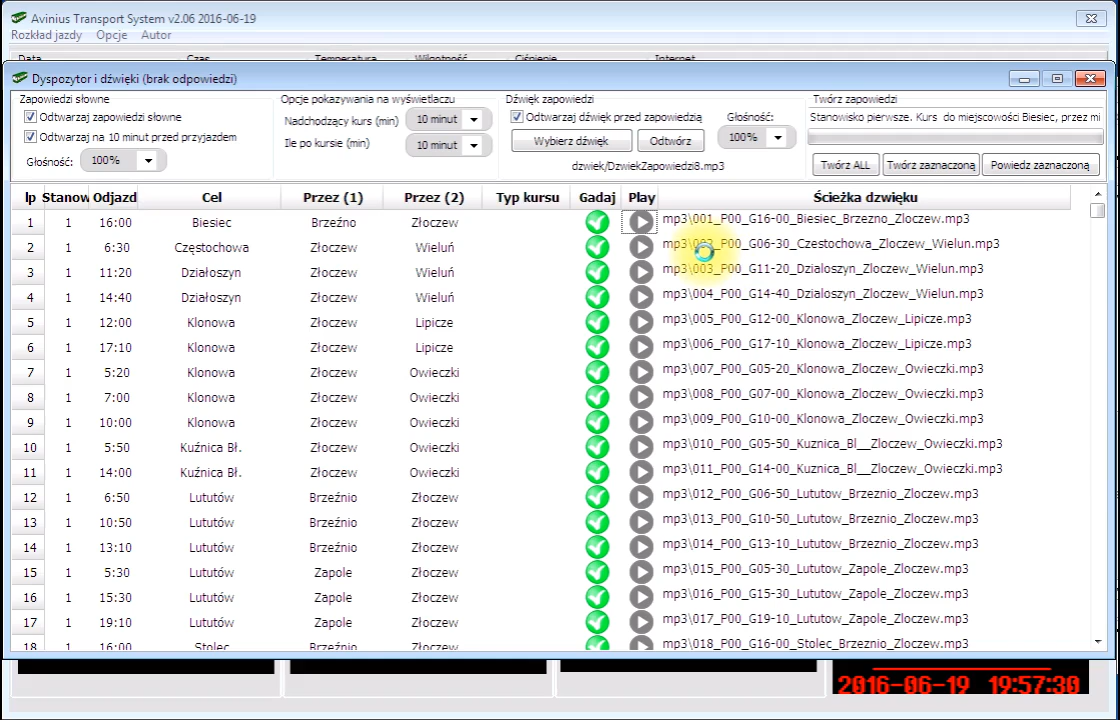 Avinius Transport System v2.06 2016-06-19
Rozkład jazdy Opcje Autor
Data Czas Temperatura Wilgotność Ciśnienie Internet
Dyspozytor i dźwięki (brak odpowiedzi)
Zapowiedzi słowne
Odtwarzaj zapowiedzi słowne
Odtwarzaj na 10 minut przed przyjazdem
Głośność: 100%
Opcje pokazywania na wyświetlaczu
Nadchodzący kurs (min) 10 minut
Ile po kursie (min) 10 minut
Dźwięk zapowiedzi
Odtwarzaj dźwięk przed zapowiedzią
Głośność:
Wybierz dźwięk Odtwórz 100%
dzwiek/DzwiekZapowiedzi8.mp3
Twórz zapowiedzi
Stanowisko pierwsze. Kurs do miejscowości Biesiec, przez mi
Twórz ALL Twórz zaznaczoną Powiedz zaznaczoną
lp Stanow Odjazd Cel Przez (1) Przez (2) Typ kursu Gadaj Play Ścieżka dzwięku
1 1 16:00 Biesiec Brzeźno Złoczew mp3\001_P00_G16-00_Biesiec_Brzezno_Zloczew.mp3
2 1 6:30 Częstochowa Złoczew Wieluń mp3\002_P00_G06-30_Czestochowa_Zloczew_Wielun.mp3
3 1 11:20 Działoszyn Złoczew Wieluń mp3\003_P00_G11-20_Dzialoszyn_Zloczew_Wielun.mp3
4 1 14:40 Działoszyn Złoczew Wieluń mp3\004_P00_G14-40_Dzialoszyn_Zloczew_Wielun.mp3
5 1 12:00 Klonowa Złoczew Lipicze mp3\005_P00_G12-00_Klonowa_Zloczew_Lipicze.mp3
6 1 17:10 Klonowa Złoczew Lipicze mp3\006_P00_G17-10_Klonowa_Zloczew_Lipicze.mp3
7 1 5:20 Klonowa Złoczew Owieczki mp3\007_P00_G05-20_Klonowa_Zloczew_Owieczki.mp3
8 1 7:00 Klonowa Złoczew Owieczki mp3\008_P00_G07-00_Klonowa_Zloczew_Owieczki.mp3
9 1 10:00 Klonowa Złoczew Owieczki mp3\009_P00_G10-00_Klonowa_Zloczew_Owieczki.mp3
10 1 5:50 Kuźnica Bł. Złoczew Owieczki mp3\010_P00_G05-50_Kuznica_Bl__Zloczew_Owieczki.mp3
11 1 14:00 Kuźnica Bł. Złoczew Owieczki mp3\011_P00_G14-00_Kuznica_Bl__Zloczew_Owieczki.mp3
12 1 6:50 Lututów Brzeźnio Złoczew mp3\012_P00_G06-50_Lututow_Brzeznio_Zloczew.mp3
13 1 10:50 Lututów Brzeźnio Złoczew mp3\013_P00_G10-50_Lututow_Brzeznio_Zloczew.mp3
14 1 13:10 Lututów Brzeźnio Złoczew mp3\014_P00_G13-10_Lututow_Brzeznio_Zloczew.mp3
15 1 5:30 Lututów Zapole Złoczew mp3\015_P00_G05-30_Lututow_Zapole_Zloczew.mp3
16 1 15:30 Lututów Zapole Złoczew mp3\016_P00_G15-30_Lututow_Zapole_Zloczew.mp3
17 1 19:10 Lututów Zapole Złoczew mp3\017_P00_G19-10_Lututow_Zapole_Zloczew.mp3
18 1 16:00 Stolec Brzeźnio Złoczew mp3\018_P00_G16-00_Stolec_Brzeznio_Zloczew.mp3
2016-06-19 19:57:30